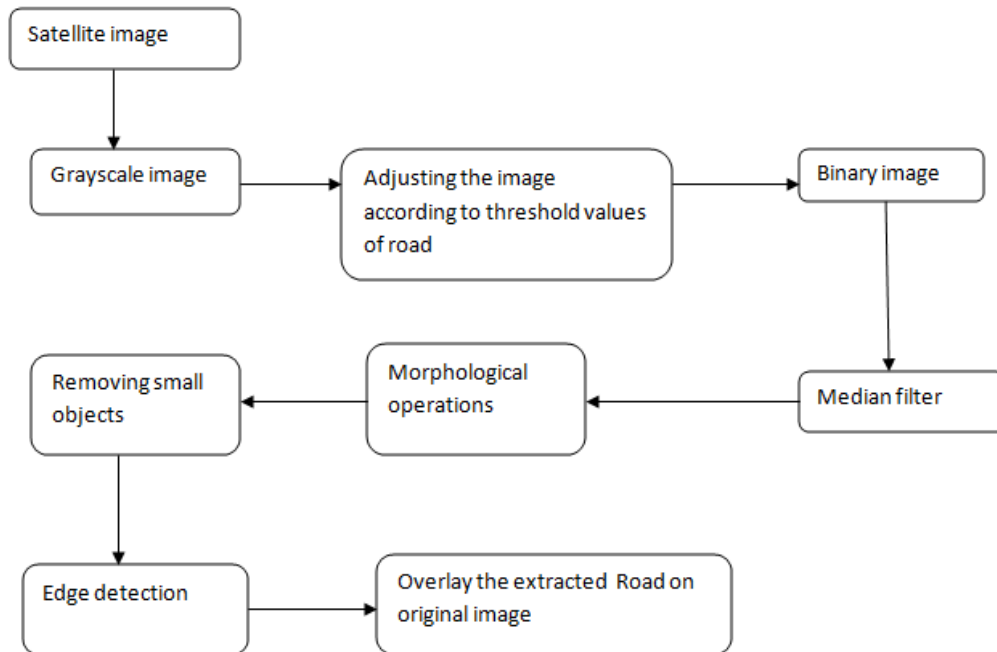 Satellite image
Grayscale image
Adjusting the image
according to threshold values
of road
Binary image
Median filter
Morphological
operations
Removing small
objects
Edge detection
Overlay the extracted  Road on
original image